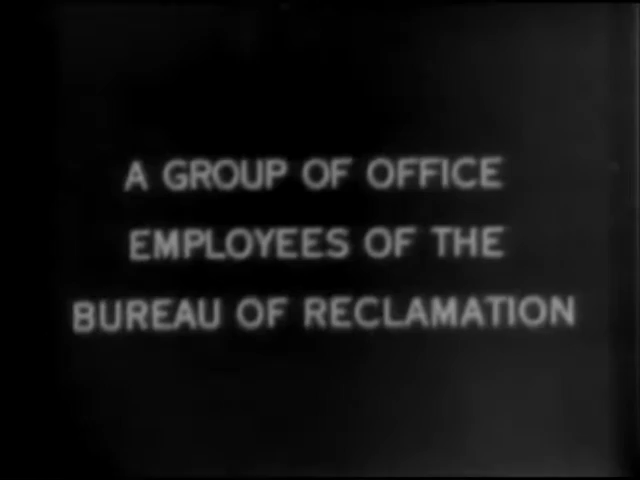 A GROUP OF OFFICE
EMPLOYEES OF THE
BUREAU OF RECLAMATION